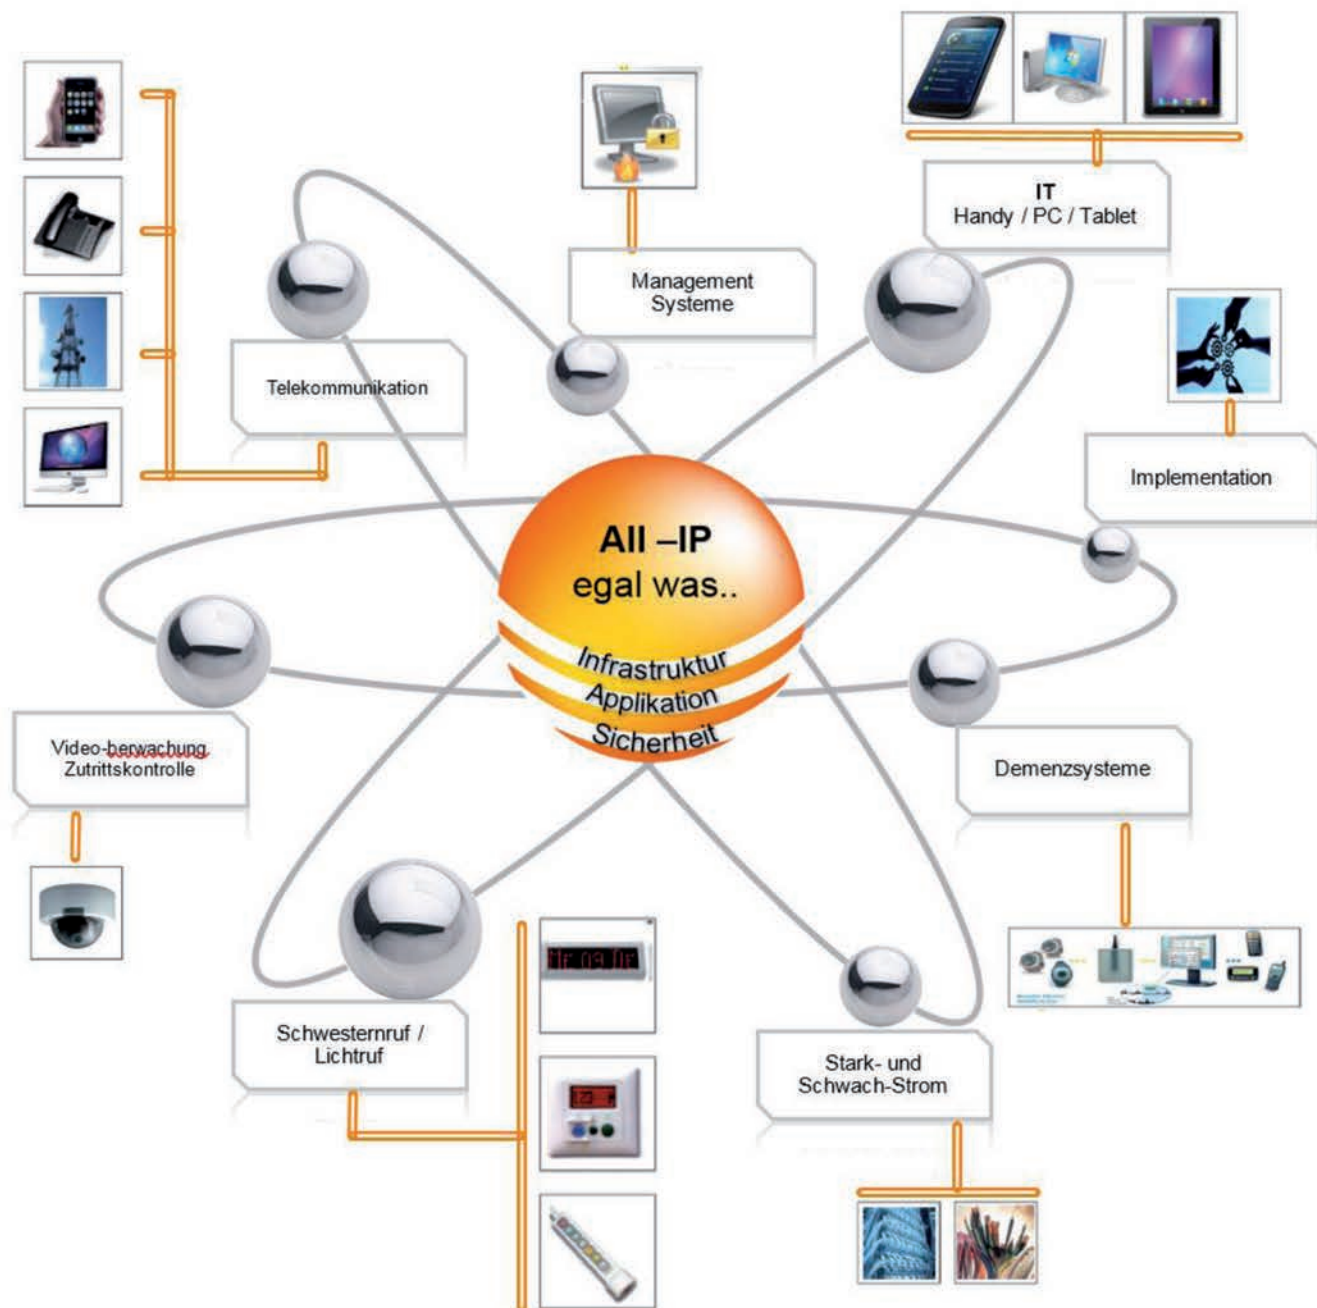 IT
Handy / PC / Tablet
Management
Systeme
Telekommunikation
Implementation
All –IP
egal was..
Infrastruktur
Applikation
Sicherheit
Video-berwachung
Zutrittskontrolle
Demenzsysteme
Schwesternruf /
Lichtruf
Stark- und
Schwach-Strom